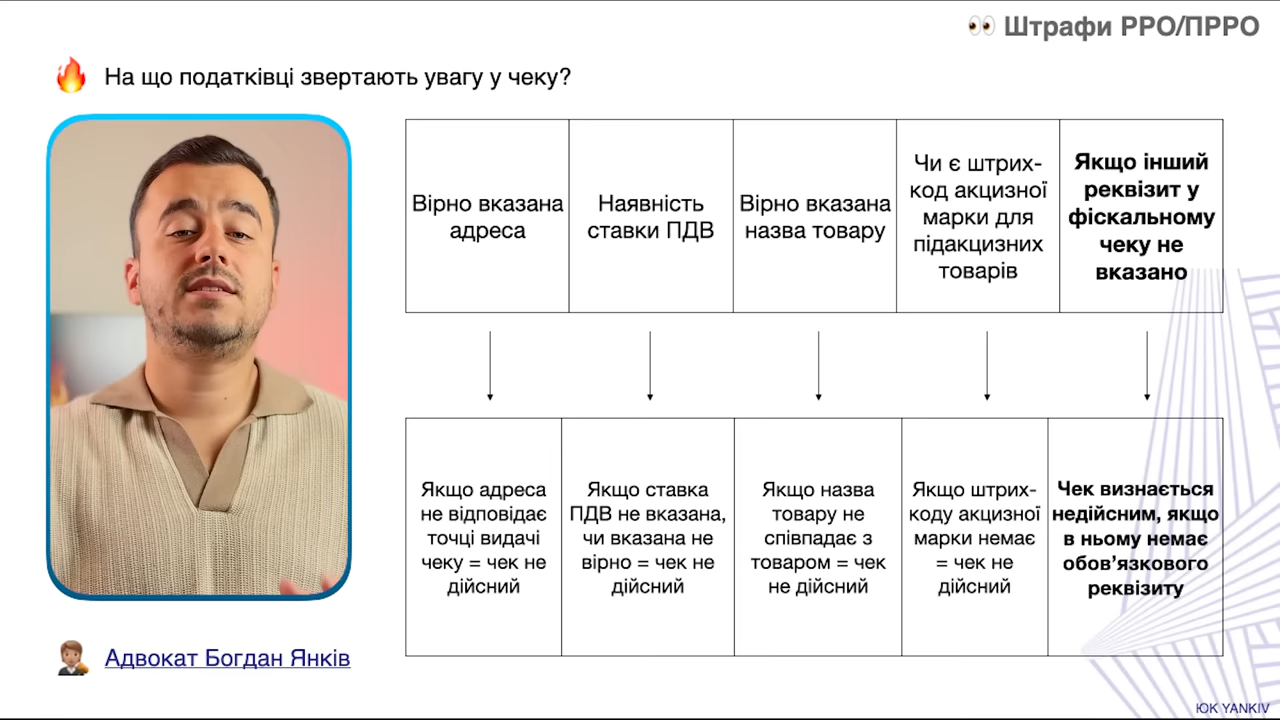 👀 Штрафи РРО/ПРРО
🔥 На що податківці звертають увагу у чеку?
Вірно вказана
адреса
Наявність
ставки ПДВ
Вірно вказана
назва товару
Чи є штрих-
код акцизної
марки для
підакцизних
товарів
Якщо інший
реквізит у
фіскальному
чеку не
вказано
Якщо адреса
не відповідає
точці видачі
чеку = чек не
дійсний
Якщо ставка
ПДВ не вказана,
чи вказана не
вірно = чек не
дійсний
Якщо назва
товару не
співпадає з
товаром = чек
не дійсний
Якщо штрих-
коду акцизної
марки немає
= чек не
дійсний
Чек визнається
недійсним, якщо
в ньому немає
обов’язкового
реквізиту
Адвокат Богдан Янків
ЮК YANKIV